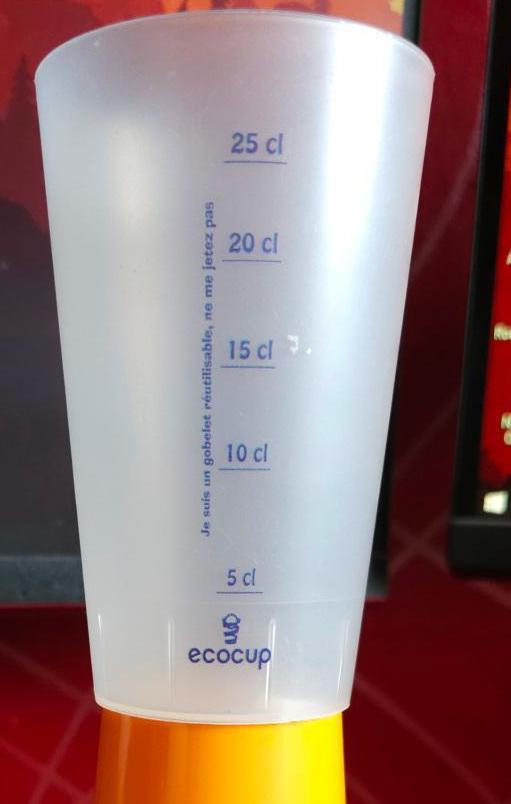 25 cl
20 cl
15 cl
10 cl
5 cl
Je suis un gobelet réutilisable, ne me jetez pas
ecocup